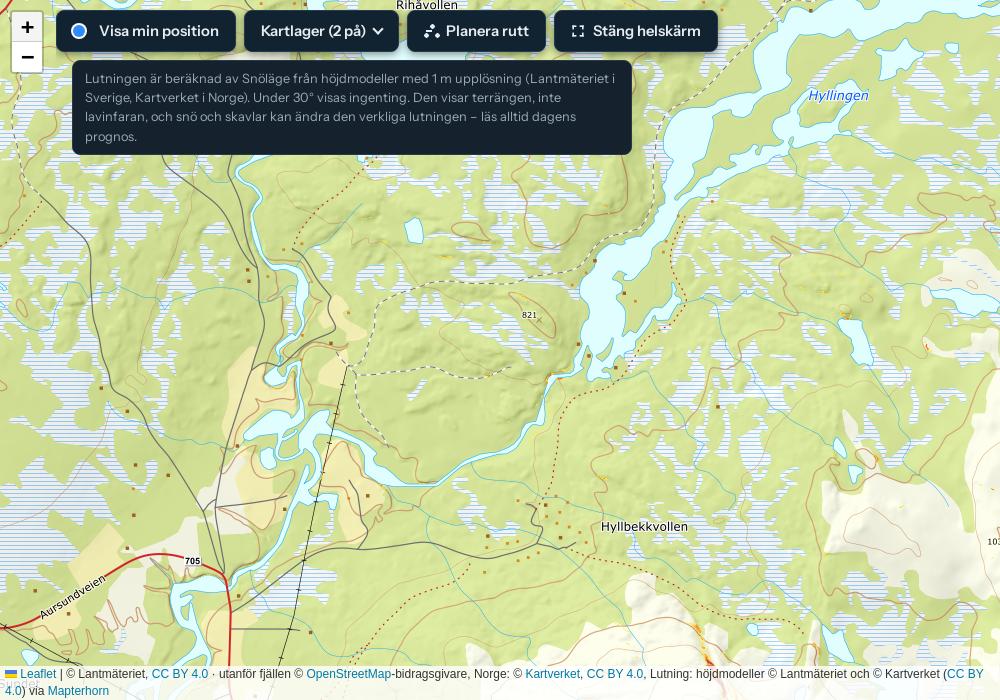 +
−
Visa min position
Kartlager (2 på)
Planera rutt
Stäng helskärm
Rihåvollen
Lutningen är beräknad av Snöläge från höjdmodeller med 1 m upplösning (Lantmäteriet i
Sverige, Kartverket i Norge). Under 30° visas ingenting. Den visar terrängen, inte
lavinfaran, och snö och skavlar kan ändra den verkliga lutningen – läs alltid dagens
prognos.
Hyllingen
821
Hyllbekkvollen
705
Aursundveien
Leaflet | © Lantmäteriet, CC BY 4.0 · utanför fjällen © OpenStreetMap-bidragsgivare, Norge: © Kartverket, CC BY 4.0, Lutning: höjdmodeller © Lantmäteriet och © Kartverket (CC BY
4.0) via Mapterhorn